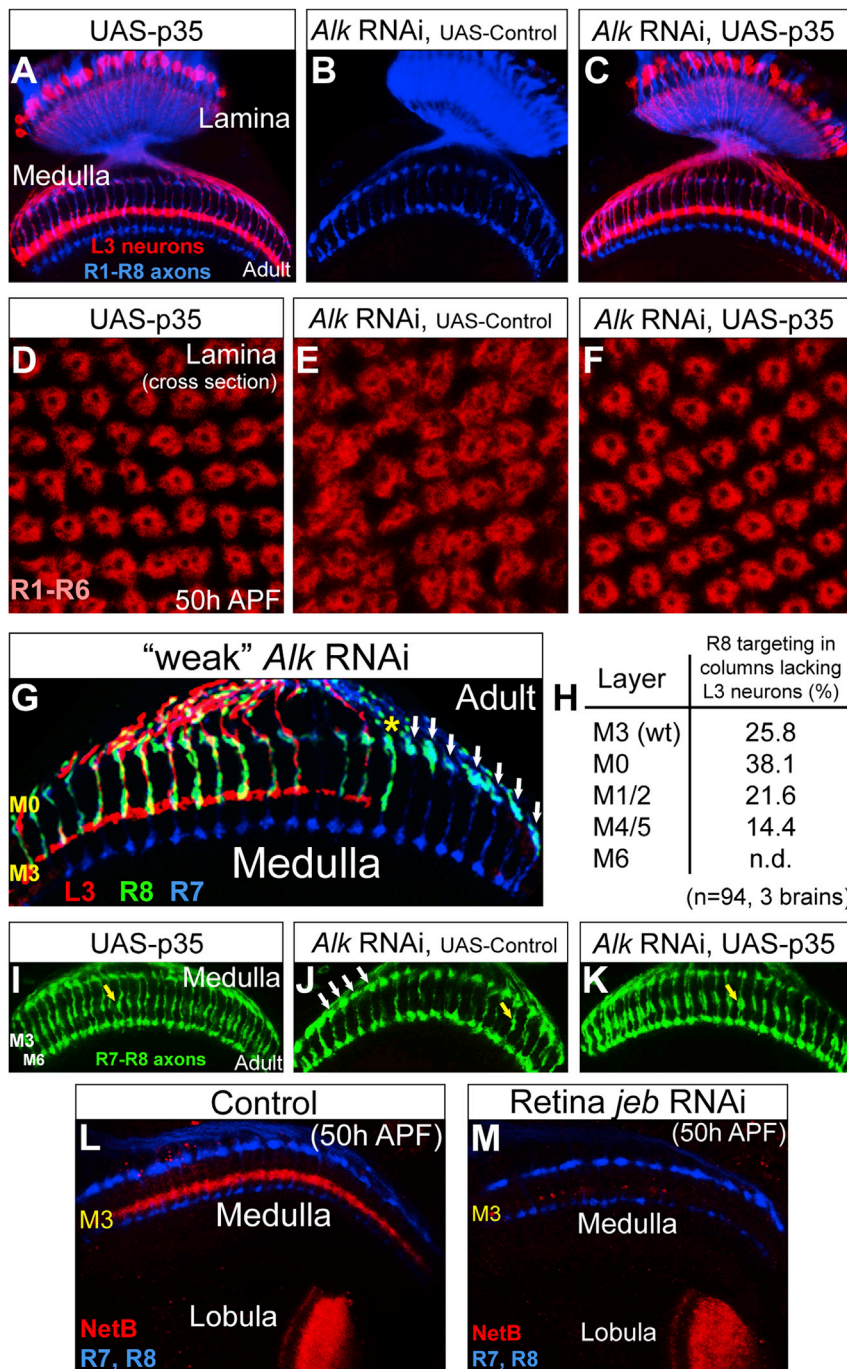 UAS-p35
Alk RNAi, UAS-Control
Alk RNAi, UAS-p35
A
B
C
Lamina
Medulla
L3 neurons
R1-R8 axons
Adult
UAS-p35
Alk RNAi, UAS-Control
Alk RNAi, UAS-p35
D
Lamina
(cross section)
E
F
R1-R6
50h APF
"weak" Alk RNAi
G
Adult
*
M0
M3
Medulla
L3 R8 R7
H
Layer
R8 targeting in
columns lacking
L3 neurons (%)
M3 (wt) 25.8
M0 38.1
M1/2 21.6
M4/5 14.4
M6 n.d.
(n=94, 3 brains)
UAS-p35
Alk RNAi, UAS-Control
Alk RNAi, UAS-p35
I
Medulla
J
K
M3
M6
R7-R8 axons
Adult
Control
Retina jeb RNAi
L
(50h APF)
M
(50h APF)
M3
Medulla
M3
Medulla
Lobula
Lobula
NetB
R7, R8
NetB
R7, R8